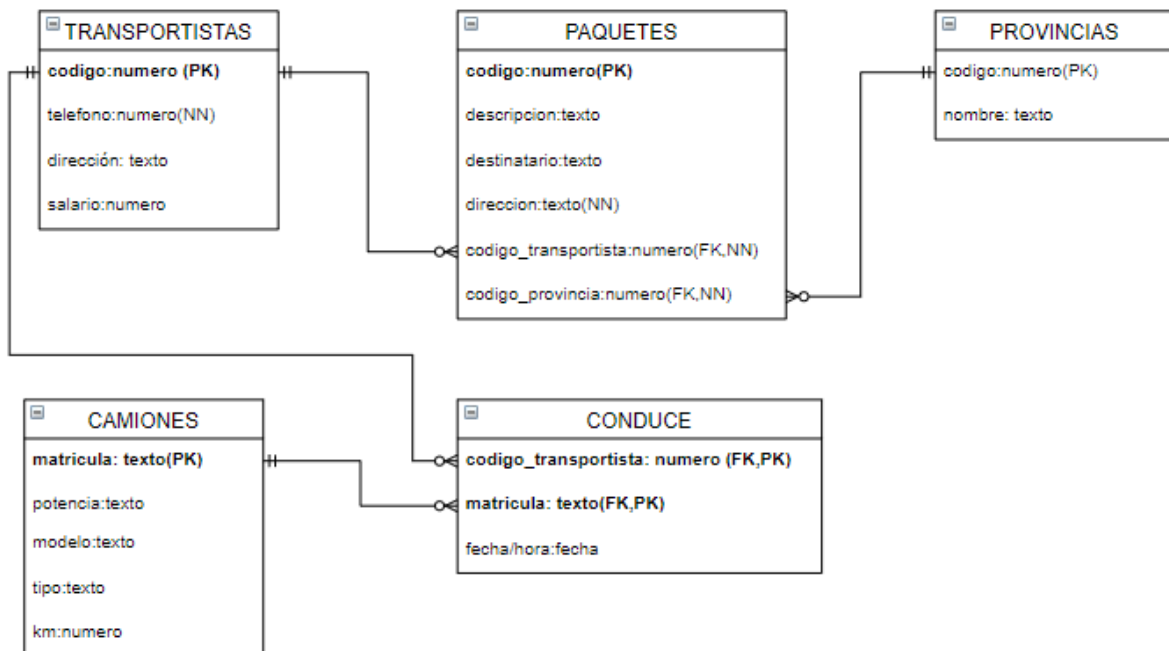 TRANSPORTISTAS
codigo:numero (PK)
telefono:numero(NN)
dirección: texto
salario:numero
PAQUETES
codigo:numero(PK)
descripcion:texto
destinatario:texto
direccion:texto(NN)
codigo_transportista:numero(FK,NN)
codigo_provincia:numero(FK,NN)
PROVINCIAS
codigo:numero(PK)
nombre: texto
CAMIONES
matricula: texto(PK)
potencia:texto
modelo:texto
tipo:texto
km:numero
CONDUCE
codigo_transportista: numero (FK,PK)
matricula: texto(FK,PK)
fecha/hora:fecha